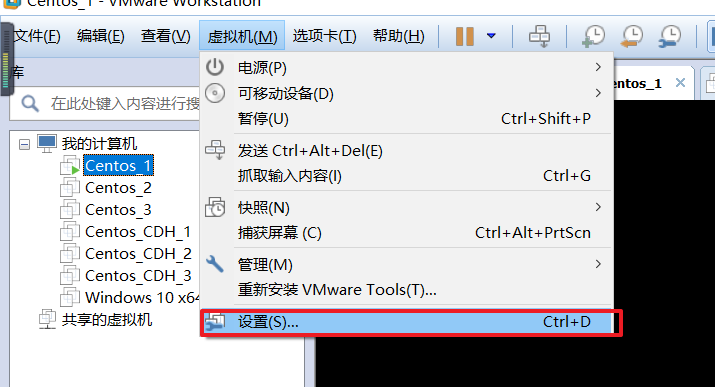 Centos_1 - VMware Workstation
文件(F) 编辑(E) 查看(V) 虚拟机(M) 选项卡(T) 帮助(H)
库
在此处键入内容进行搜
我的计算机
Centos_1
Centos_2
Centos_3
Centos_CDH_1
Centos_CDH_2
Centos_CDH_3
Windows 10 x64
共享的虚拟机
电源(P)
可移动设备(D)
暂停(U) Ctrl+Shift+P
发送 Ctrl+Alt+Del(E)
抓取输入内容(I) Ctrl+G
快照(N)
捕获屏幕 (C) Ctrl+Alt+PrtScn
管理(M)
重新安装 VMware Tools(T)...
设置(S)... Ctrl+D
entos_1